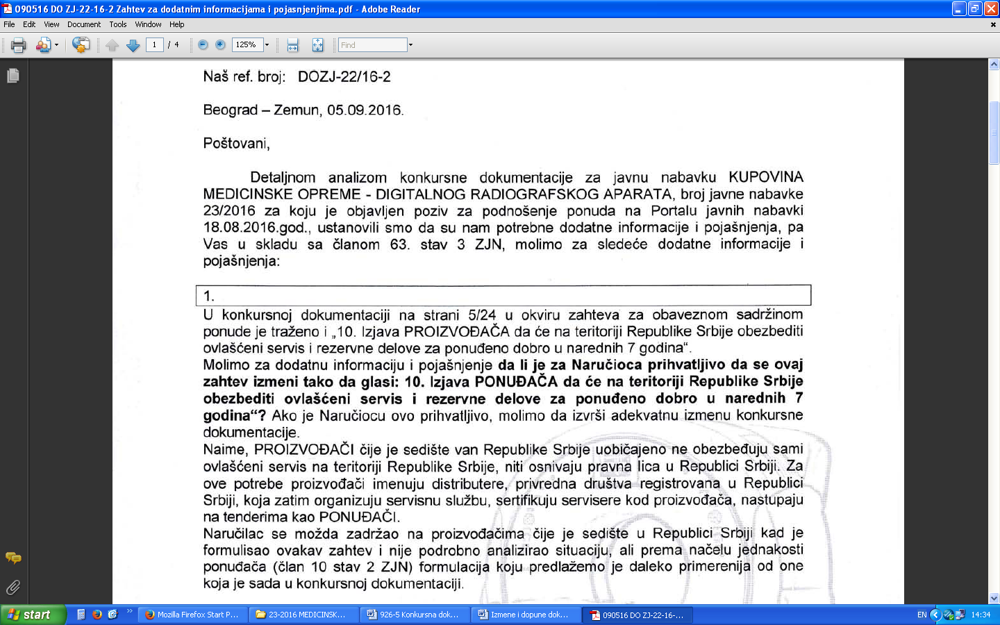 090516 DO ZJ-22-16-2 Zahtev za dodatnim informacijama i pojasnjenjima.pdf - Adobe Reader
File Edit View Document Tools Window Help
1 / 4 125% Find
Naš ref. broj: DOZJ-22/16-2
Beograd – Zemun, 05.09.2016.
Poštovani,
Detaljnom analizom konkursne dokumentacije za javnu nabavku KUPOVINA
MEDICINSKE OPREME - DIGITALNOG RADIOGRAFSKOG APARATA, broj javne nabavke
23/2016 za koju je objavljen poziv za podnošenje ponuda na Portalu javnih nabavki
18.08.2016.god., ustanovili smo da su nam potrebne dodatne informacije i pojašnjenja, pa
Vas u skladu sa članom 63. stav 3 ZJN, molimo za sledeće dodatne informacije i
pojašnjenja:
1.
U konkursnoj dokumentaciji na strani 5/24 u okviru zahteva za obaveznom sadržinom
ponude je traženo i „10. Izjava PROIZVOĐAČA da će na teritoriji Republike Srbije obezbediti
ovlašćeni servis i rezervne delove za ponuđeno dobro u narednih 7 godina“.
Molimo za dodatnu informaciju i pojašnjenje da li je za Naručioca prihvatljivo da se ovaj
zahtev izmeni tako da glasi: 10. Izjava PONUĐAČA da će na teritoriji Republike Srbije
obezbediti ovlašćeni servis i rezervne delove za ponuđeno dobro u narednih 7
godina“? Ako je Naručiocu ovo prihvatljivo, molimo da izvrši adekvatnu izmenu konkursne
dokumentacije.
Naime, PROIZVOĐAČI čije je sedište van Republike Srbije uobičajeno ne obezbeđuju sami
ovlašćeni servis na teritoriji Republike Srbije, niti osnivaju pravna lica u Republici Srbiji. Za
ove potrebe proizvođači imenuju distributere, privredna društva registrovana u Republici
Srbiji, koja zatim organizuju servisnu službu, sertifikuju servisere kod proizvođača, nastupaju
na tenderima kao PONUĐAČI.
Naručilac se možda zadržao na proizvođačima čije je sedište u Republici Srbiji kad je
formulisao ovakav zahtev i nije podrobno analizirao situaciju, ali prema načelu jednakosti
ponuđača (član 10 stav 2 ZJN) formulacija koju predlažemo je daleko primerenija od one
koja je sada u konkursnoj dokumentaciji.
start Mozilla Firefox Start P... 23-2016 MEDICINSK... 926-5 Konkursna dok... Izmene i dopune dok... 090516 DO ZJ-22-16-... EN 14:34